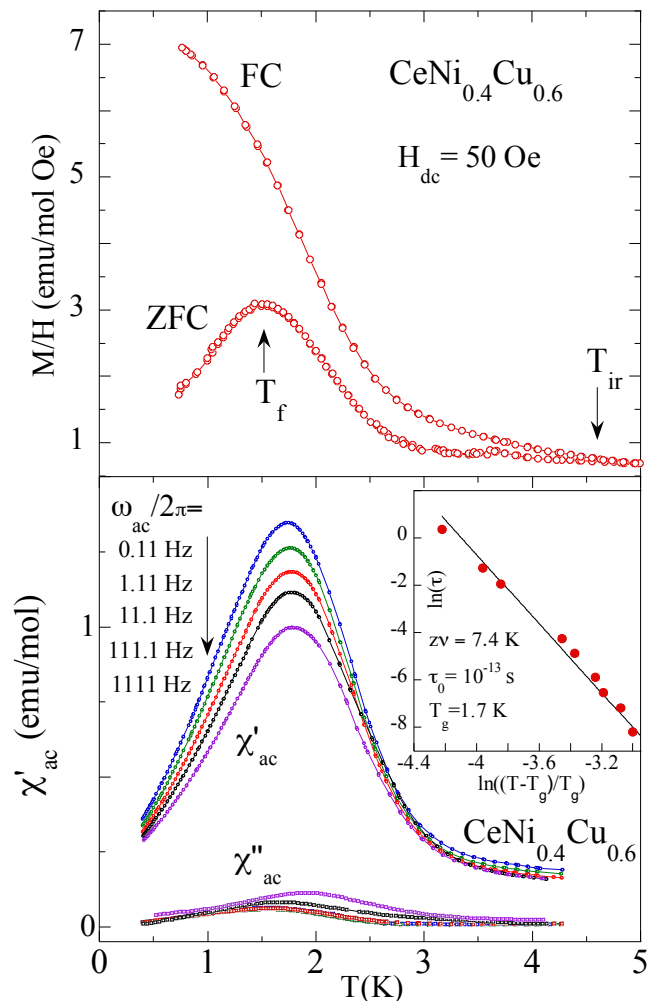 7
5
3
1
M/H (emu/mol Oe)
FC
CeNi0.4Cu0.6
Hdc= 50 Oe
ZFC
Tf
Tir
ωac/2π=
0.11 Hz
1.11 Hz
11.1 Hz
111.1 Hz
1111 Hz
1
0
χ'ac (emu/mol)
χ'ac
χ''ac
CeNi0.4Cu0.6
0
-2
-4
-6
-8
ln(τ)
zν = 7.4 K
τ0= 10-13 s
Tg=1.7 K
-4.4 -4 -3.6 -3.2
ln((T-Tg)/Tg)
0 1 2 3 4 5
T(K)